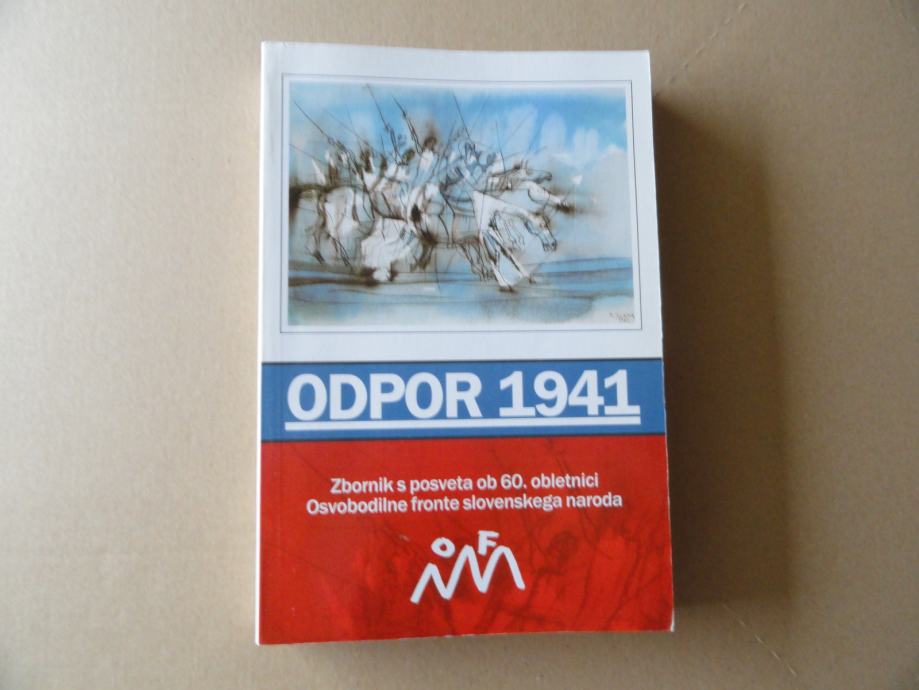 ODPOR 1941
Zbornik s posveta ob 60. obletnici
Osvobodilne fronte slovenskega naroda
OF